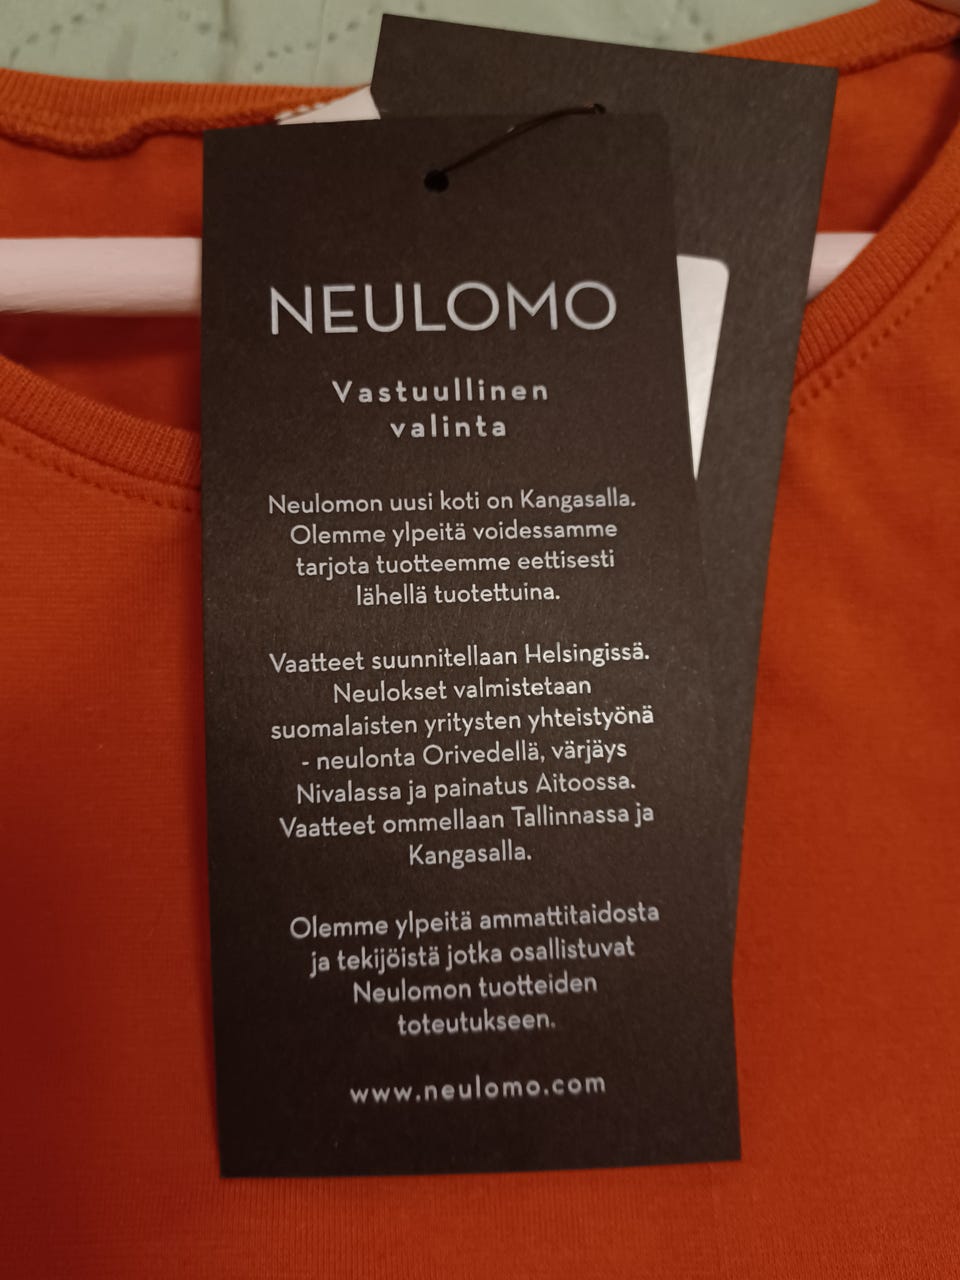 NEULOMO
Vastuullinen
valinta
Neulomon uusi koti on Kangasalla.
Olemme ylpeitä voidessamme
tarjota tuotteemme eettisesti
lähellä tuotettuina.
Vaatteet suunnitellaan Helsingissä.
Neulokset valmistetaan
suomalaisten yritysten yhteistyönä
- neulonta Orivedellä, värjäys
Nivalassa ja painatus Aitoossa.
Vaatteet ommellaan Tallinnassa ja
Kangasalla.
Olemme ylpeitä ammattitaidosta
ja tekijöistä jotka osallistuvat
Neulomon tuotteiden
toteutukseen.
www.neulomo.com